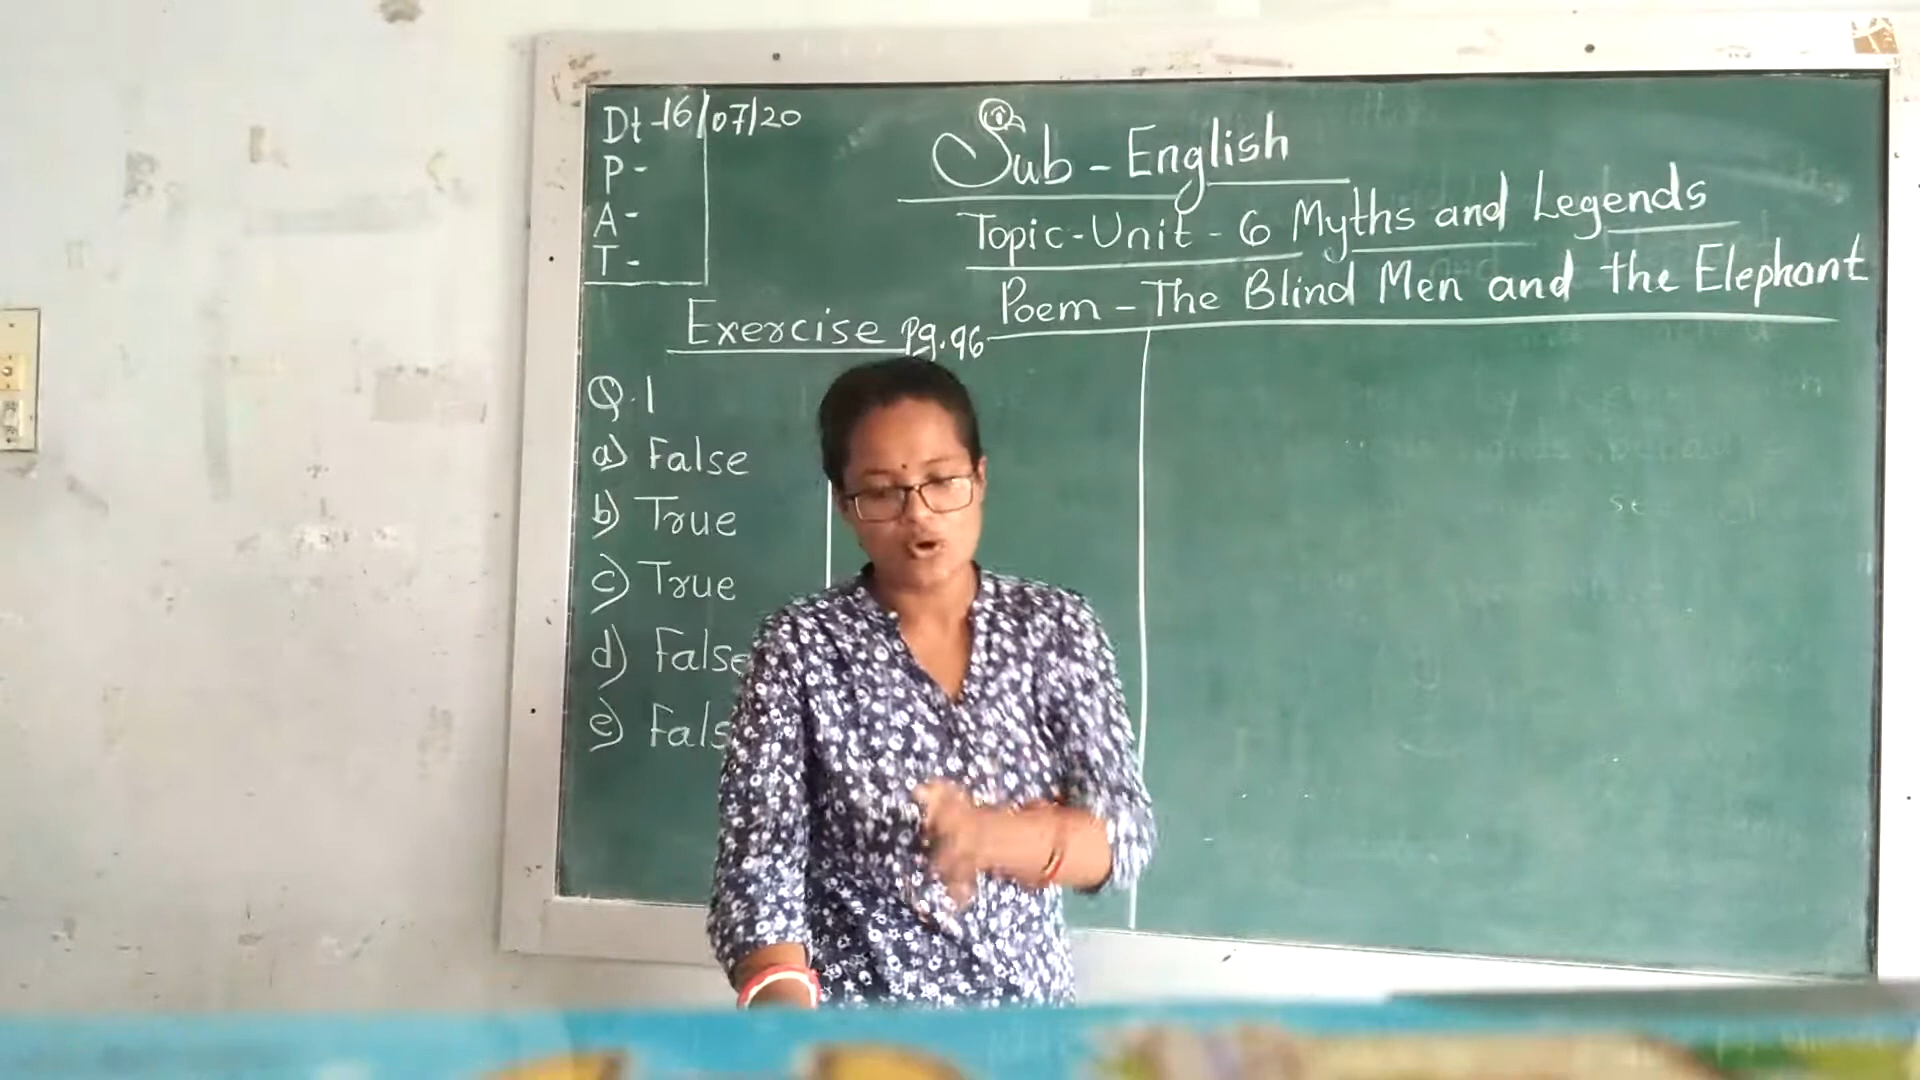 Dt-16/07/20
P-
A-
T-
Sub - English
Topic-Unit - 6 Myths and Legends
Poem - The Blind Men and the Elephant
Exercise pg.96
Q.1
a) False
b) True
c) True
d) False
e) Fals